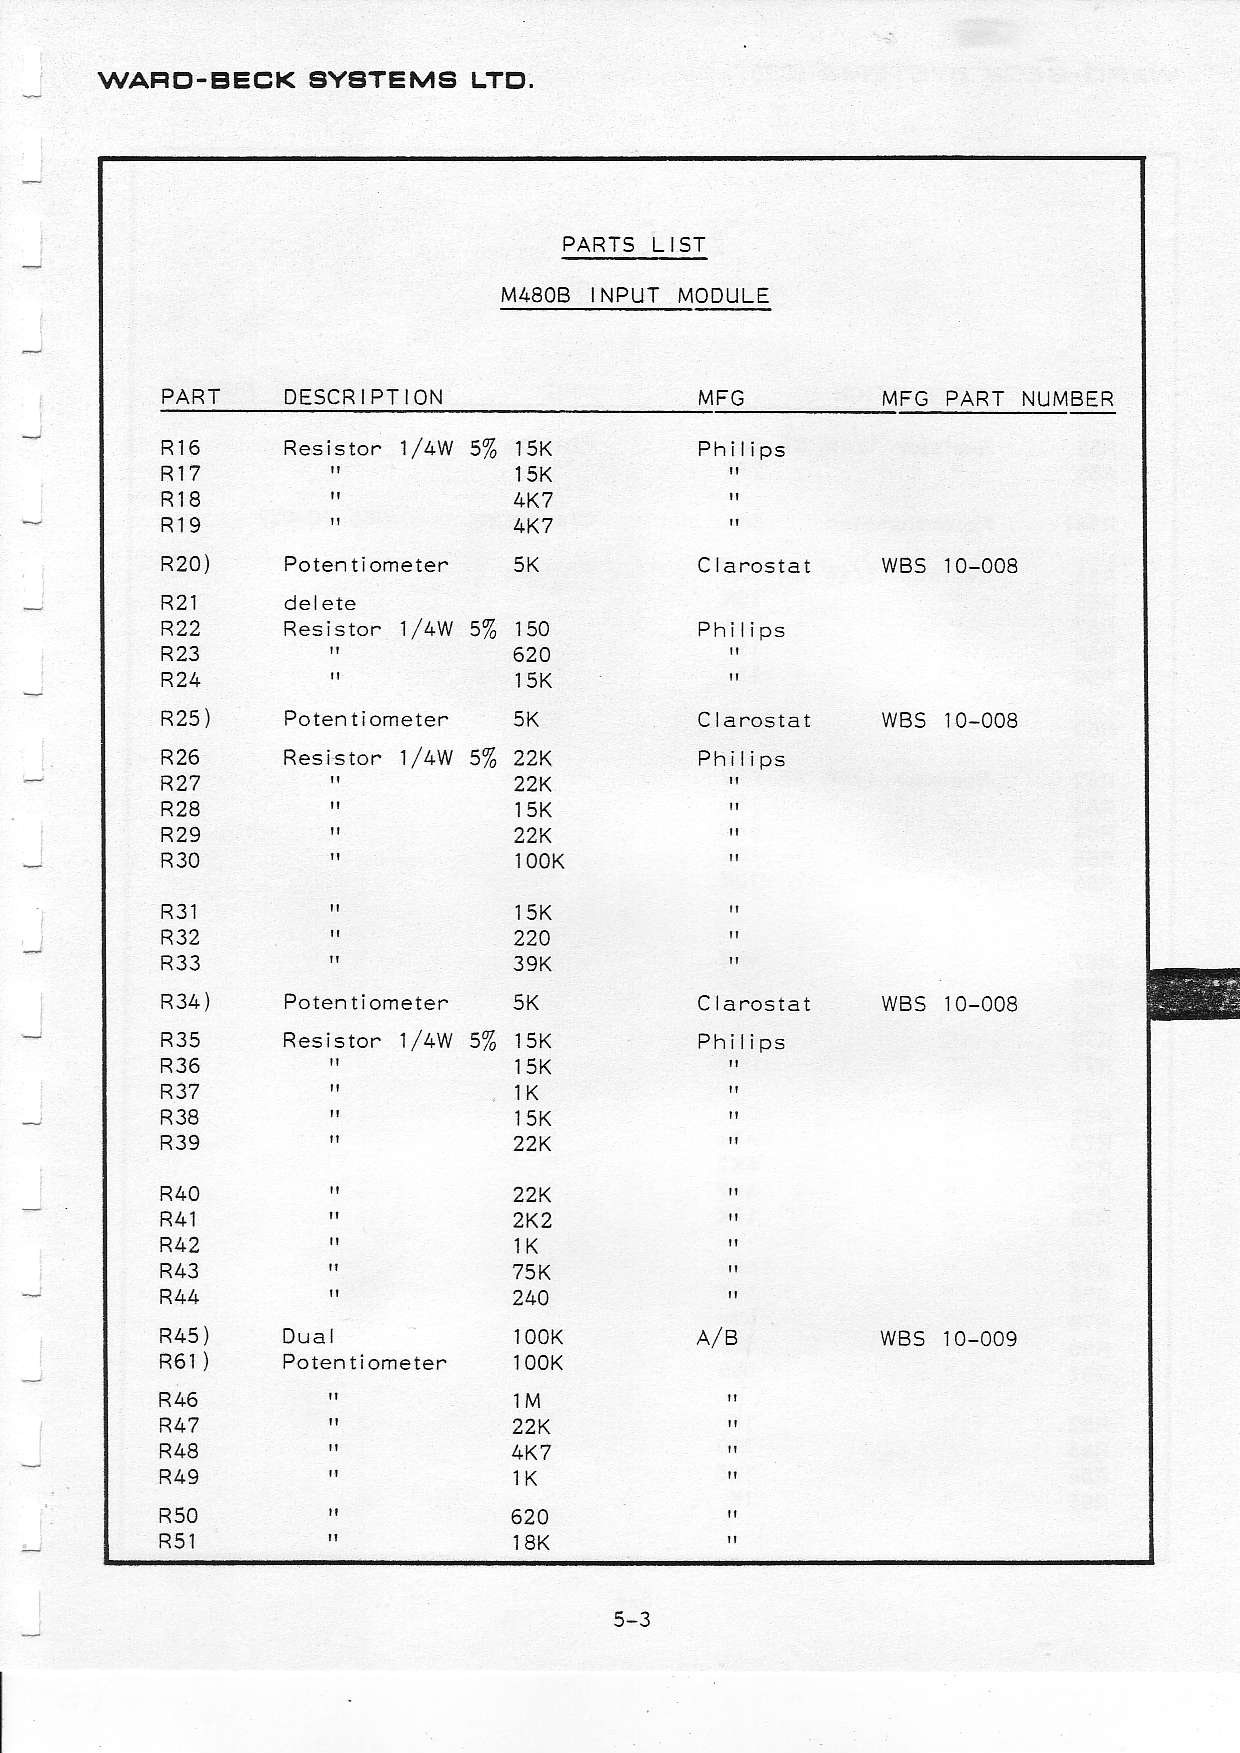 WARD-BECK SYSTEMS LTD.
PARTS LIST
M480B INPUT MODULE
PART DESCRIPTION MFG MFG PART NUMBER
R16 Resistor 1/4W 5% 15K Philips
R17 " 15K "
R18 " 4K7 "
R19 " 4K7 "
R20) Potentiometer 5K Clarostat WBS 10-008
R21 delete
R22 Resistor 1/4W 5% 150 Philips
R23 " 620 "
R24 " 15K "
R25) Potentiometer 5K Clarostat WBS 10-008
R26 Resistor 1/4W 5% 22K Philips
R27 " 22K "
R28 " 15K "
R29 " 22K "
R30 " 100K "
R31 " 15K "
R32 " 220 "
R33 " 39K "
R34) Potentiometer 5K Clarostat WBS 10-008
R35 Resistor 1/4W 5% 15K Philips
R36 " 15K "
R37 " 1K "
R38 " 15K "
R39 " 22K "
R40 " 22K "
R41 " 2K2 "
R42 " 1K "
R43 " 75K "
R44 " 240 "
R45) Dual 100K A/B WBS 10-009
R61) Potentiometer 100K
R46 " 1M "
R47 " 22K "
R48 " 4K7 "
R49 " 1K "
R50 " 620 "
R51 " 18K "
5-3